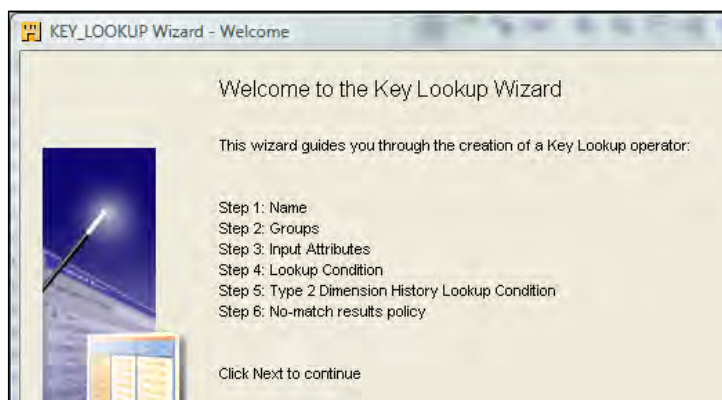 KEY_LOOKUP Wizard - Welcome
Welcome to the Key Lookup Wizard
This wizard guides you through the creation of a Key Lookup operator:
Step 1: Name
Step 2: Groups
Step 3: Input Attributes
Step 4: Lookup Condition
Step 5: Type 2 Dimension History Lookup Condition
Step 6: No-match results policy
Click Next to continue